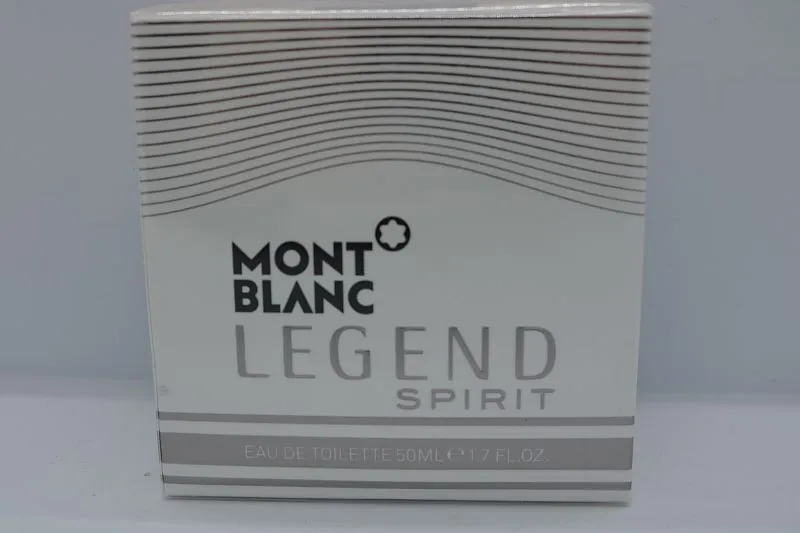 MONT
BLANC
LEGEND
SPIRIT
EAU DE TOILETTE 50ML ℮ 1.7 FL.OZ.